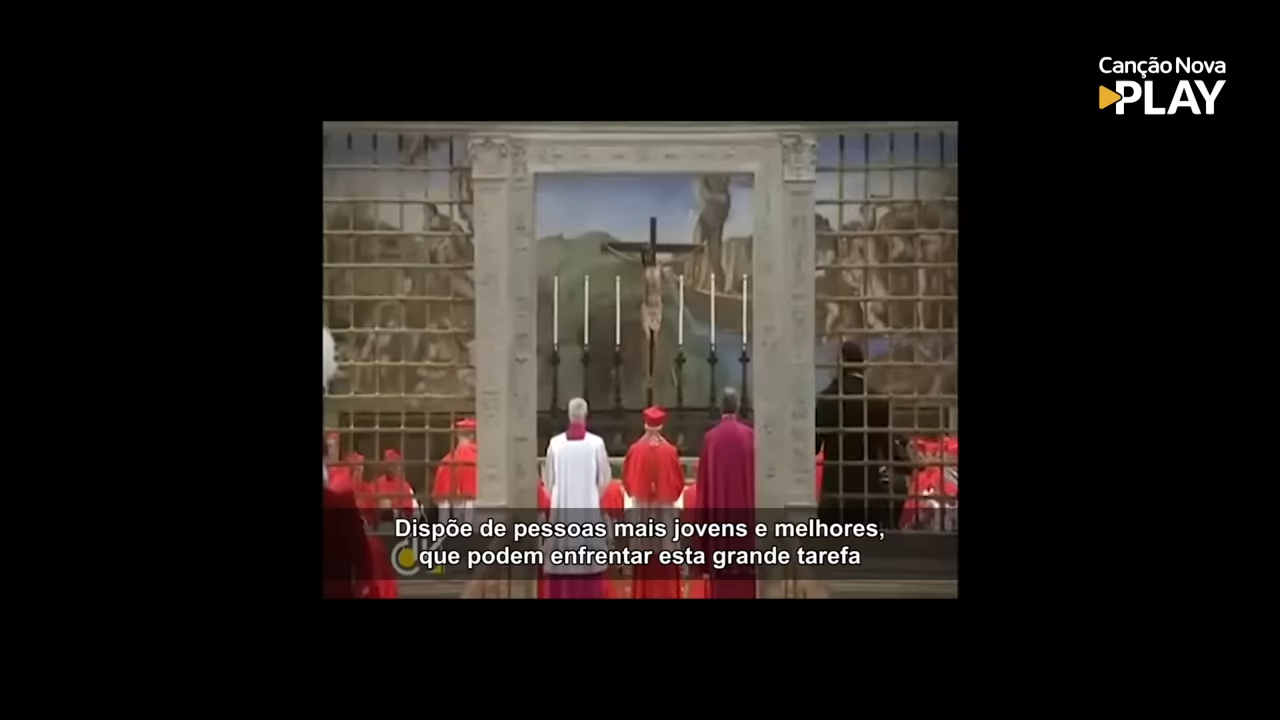 Canção Nova
PLAY
Dispõe de pessoas mais jovens e melhores,
que podem enfrentar esta grande tarefa